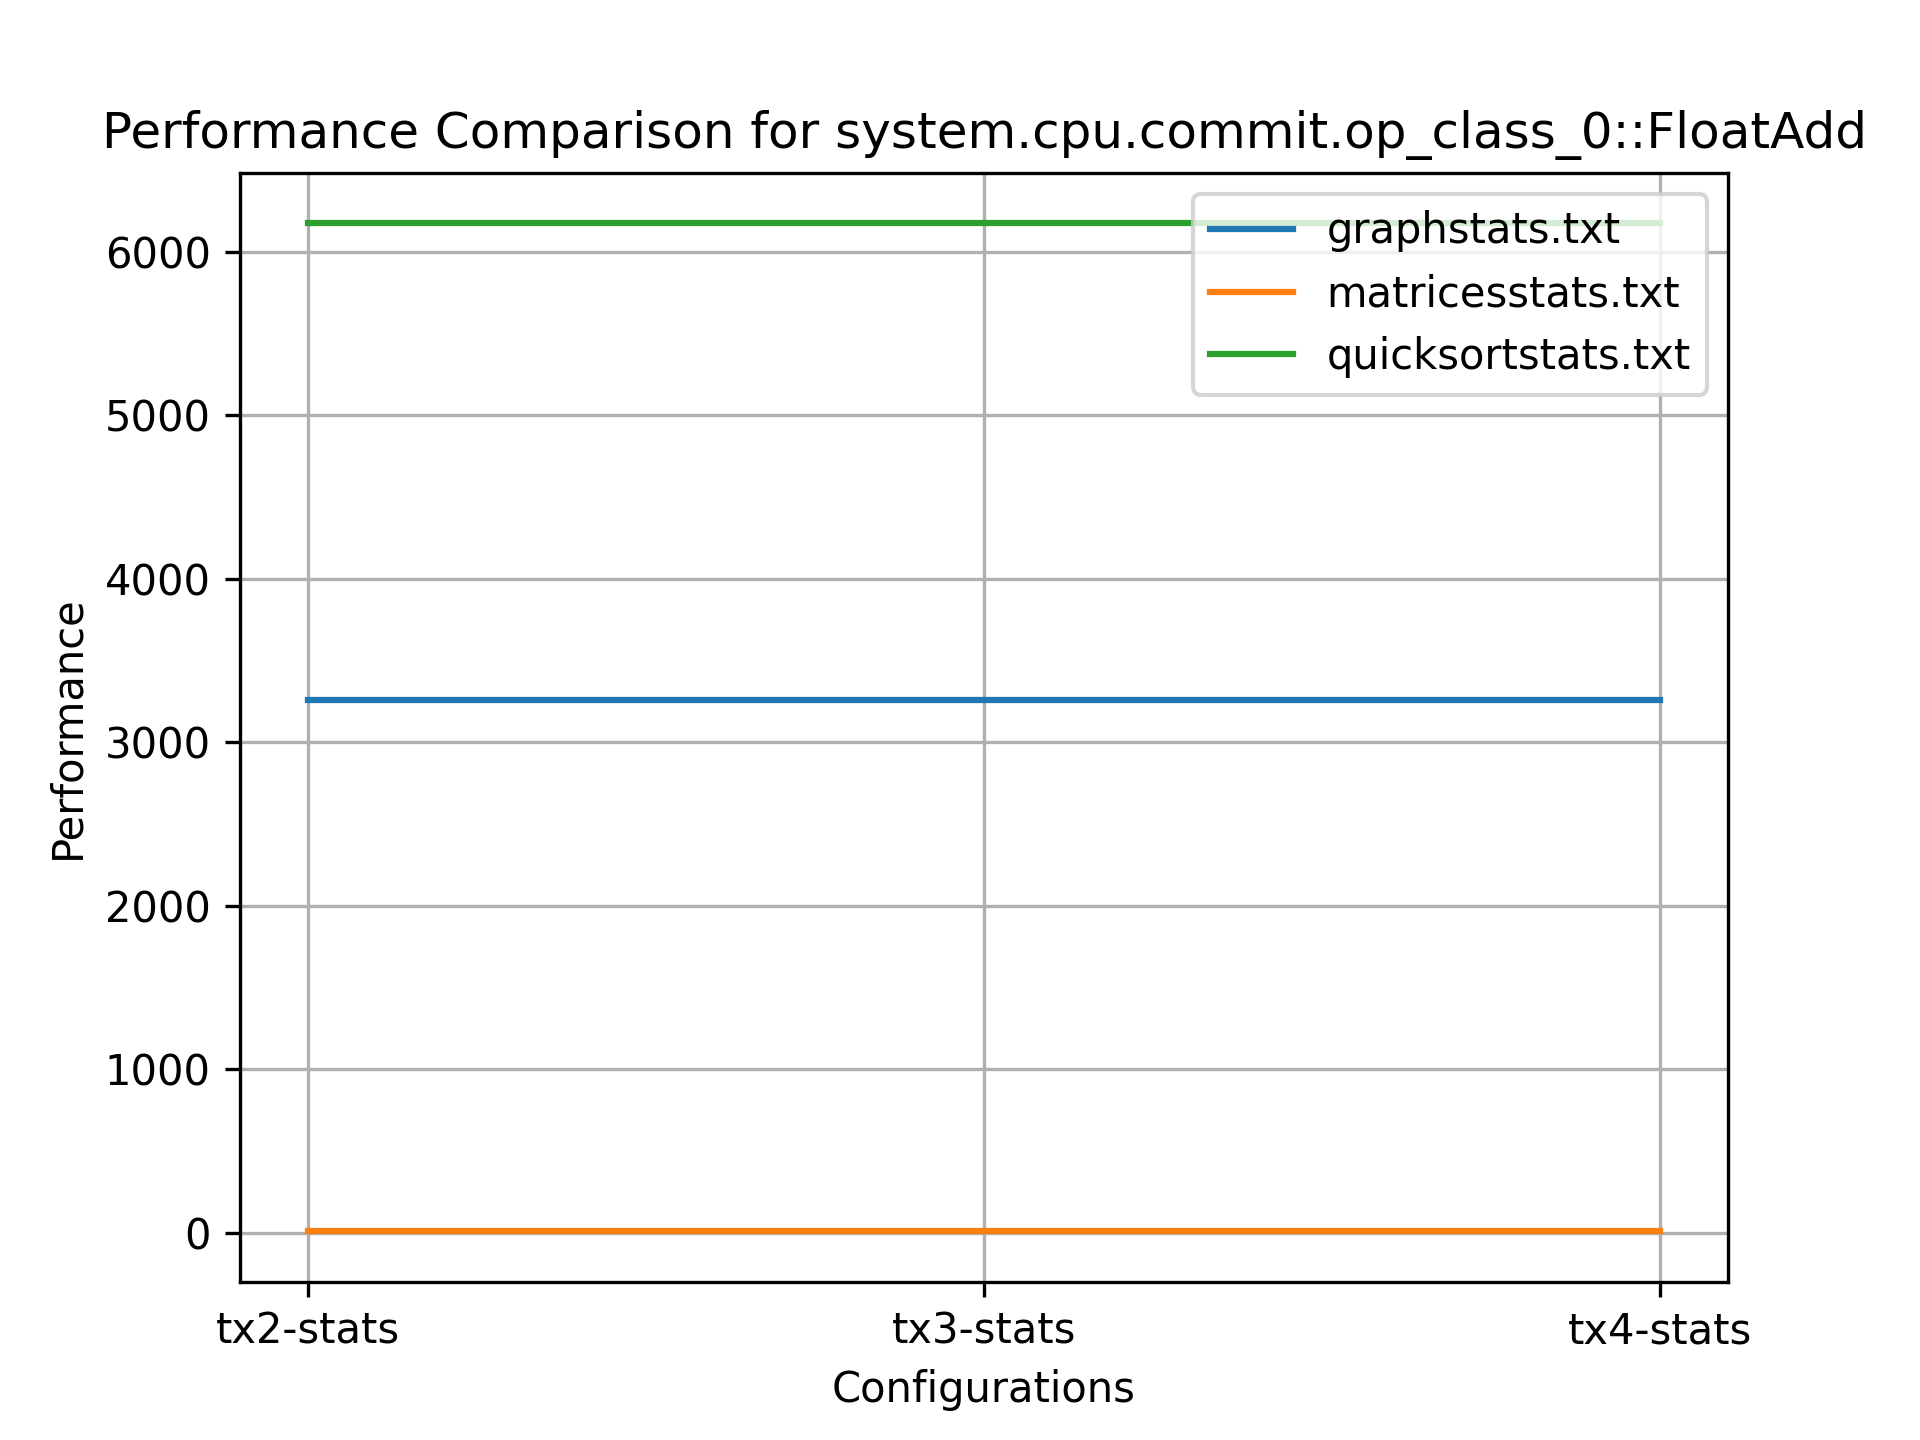 Performance Comparison for system.cpu.commit.op_class_0::FloatAdd
graphstats.txt
matricesstats.txt
quicksortstats.txt
6000
5000
4000
3000
2000
1000
0
Performance
tx2-stats tx3-stats tx4-stats
Configurations